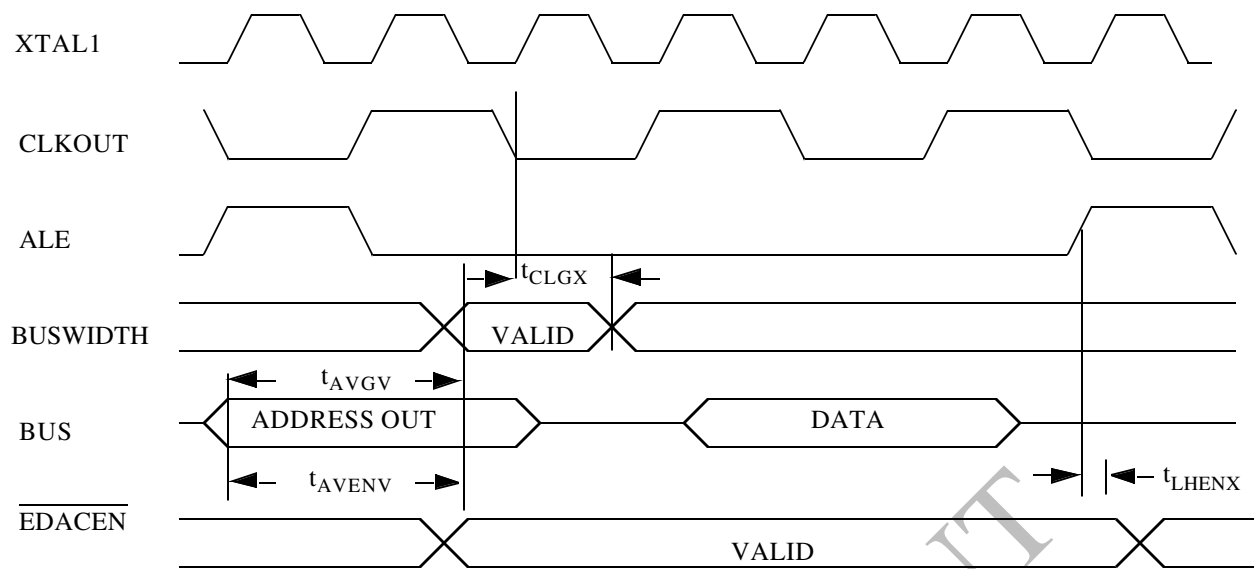 XTAL1
CLKOUT
ALE
tCLGX
BUSWIDTH
VALID
tAVGV
BUS
ADDRESS OUT
DATA
tAVENV
tLHENX
EDACEN
VALID